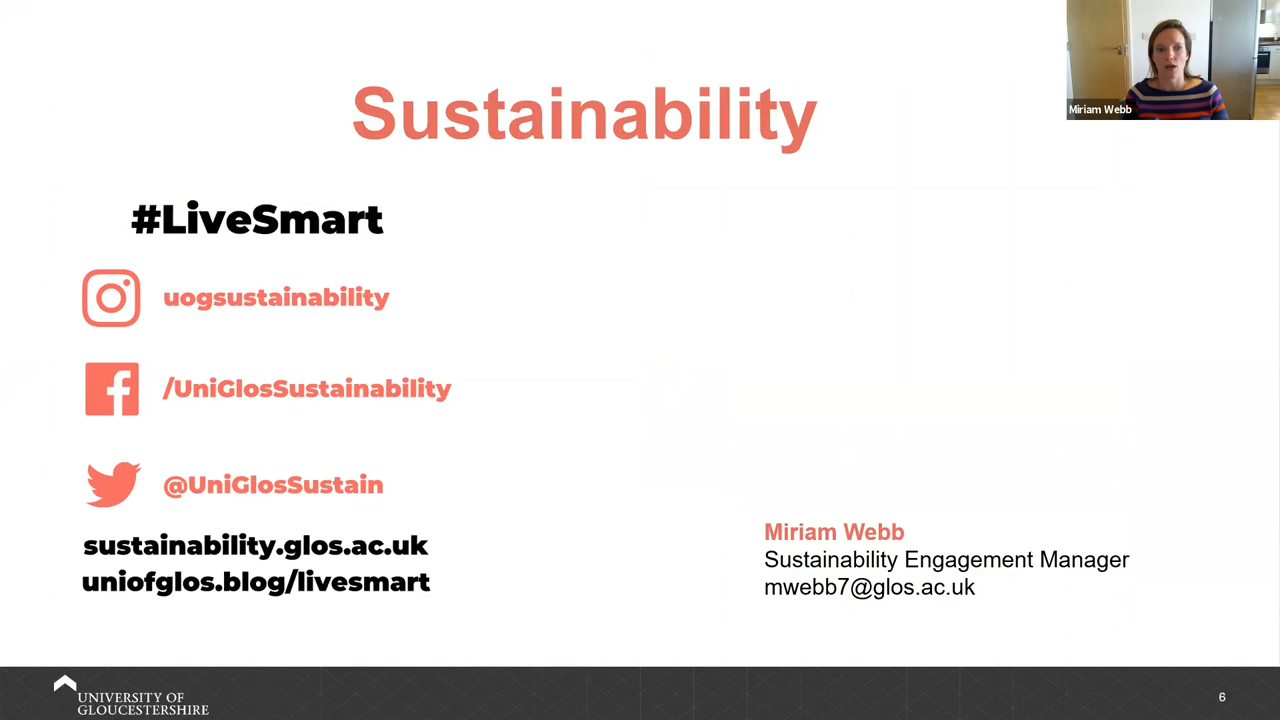 Sustainability
Miriam Webb
#LiveSmart
uogsustainability
/UniGlosSustainability
@UniGlosSustain
sustainability.glos.ac.uk
uniofglos.blog/livesmart
Miriam Webb
Sustainability Engagement Manager
mwebb7@glos.ac.uk
UNIVERSITY OF
GLOUCESTERSHIRE
6